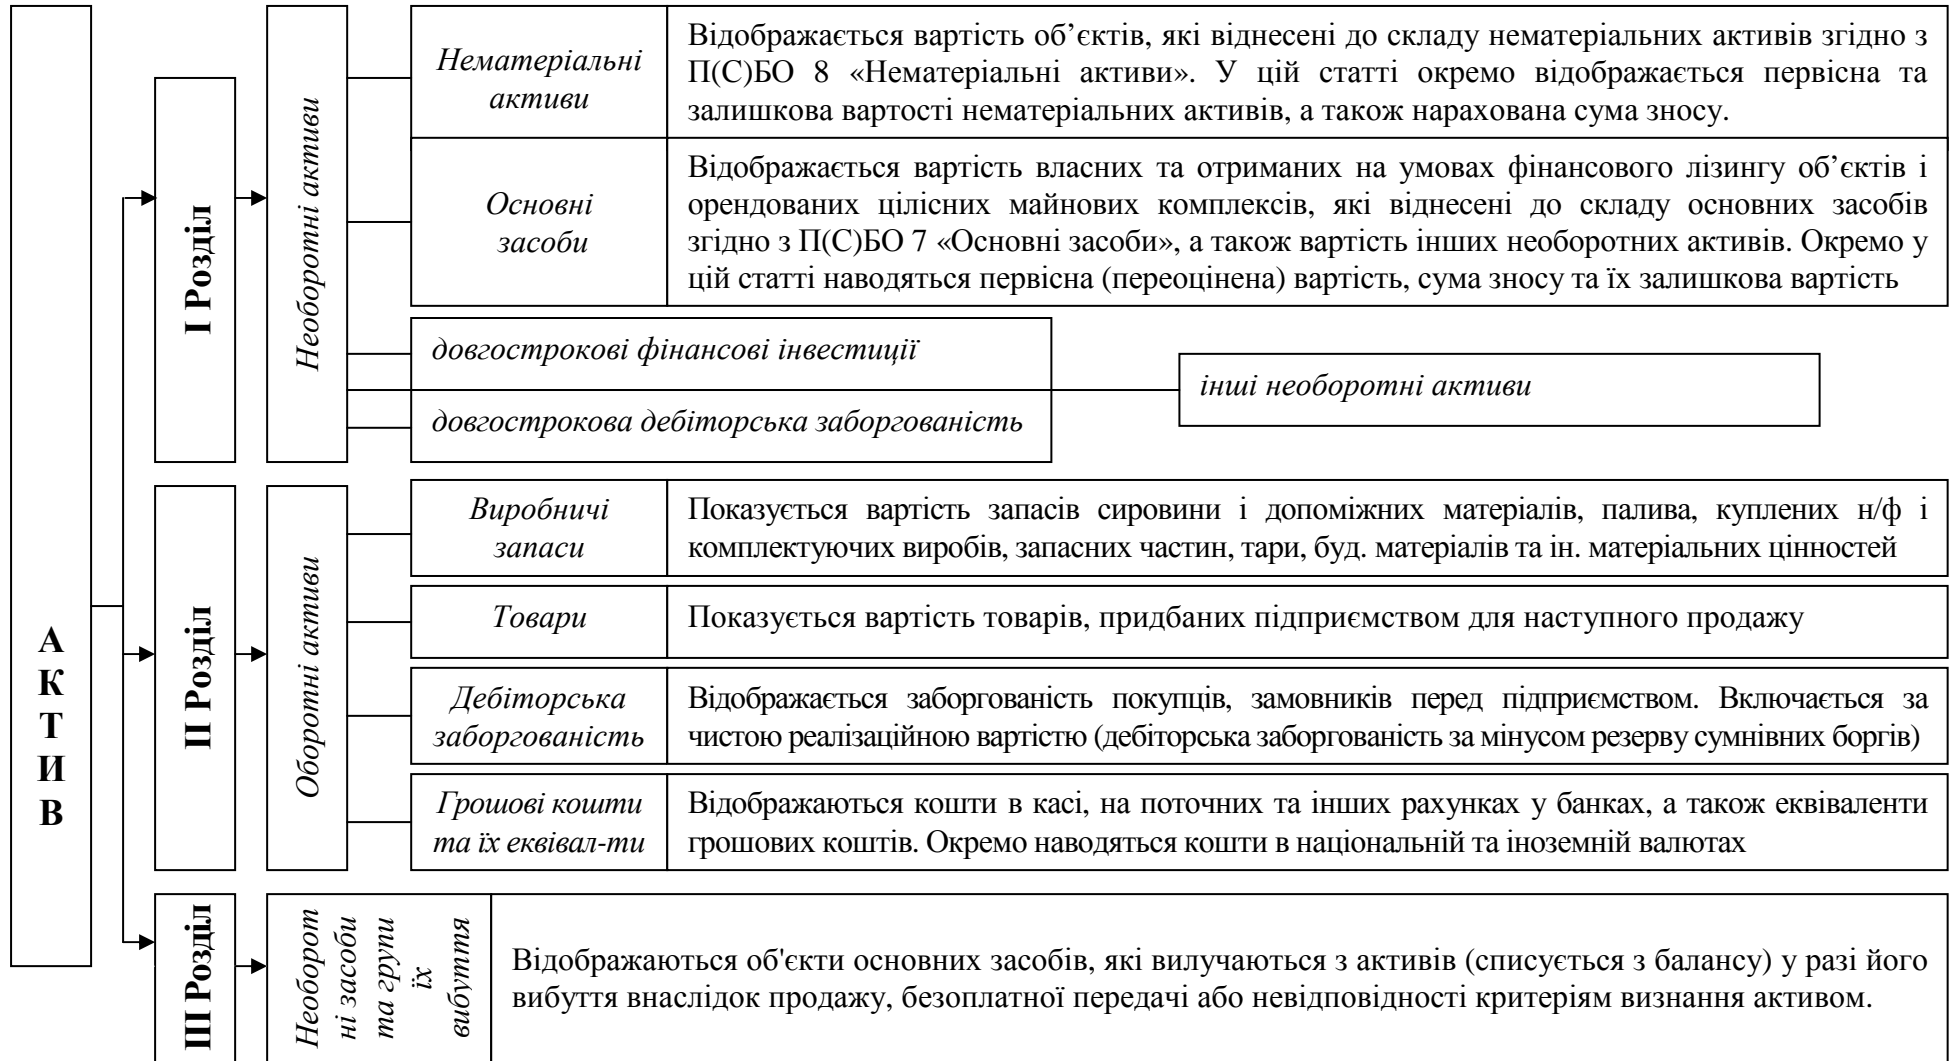 А
К
Т
И
В
І Розділ
Необоротні активи
Нематеріальні
активи
Відображається вартість об’єктів, які віднесені до складу нематеріальних активів згідно з
П(С)БО 8 «Нематеріальні активи». У цій статті окремо відображається первісна та
залишкова вартості нематеріальних активів, а також нарахована сума зносу.
Основні
засоби
Відображається вартість власних та отриманих на умовах фінансового лізингу об’єктів і
орендованих цілісних майнових комплексів, які віднесені до складу основних засобів
згідно з П(С)БО 7 «Основні засоби», а також вартість інших необоротних активів. Окремо у
цій статті наводяться первісна (переоцінена) вартість, сума зносу та їх залишкова вартість
довгострокові фінансові інвестиції
інші необоротні активи
довгострокова дебіторська заборгованість
ІІ Розділ
Оборотні активи
Виробничі
запаси
Показується вартість запасів сировини і допоміжних матеріалів, палива, куплених н/ф і
комплектуючих виробів, запасних частин, тари, буд. матеріалів та ін. матеріальних цінностей
Товари
Показується вартість товарів, придбаних підприємством для наступного продажу
Дебіторська
заборгованість
Відображається заборгованість покупців, замовників перед підприємством. Включається за
чистою реалізаційною вартістю (дебіторська заборгованість за мінусом резерву сумнівних боргів)
Грошові кошти
та їх еквівал-ти
Відображаються кошти в касі, на поточних та інших рахунках у банках, а також еквіваленти
грошових коштів. Окремо наводяться кошти в національній та іноземній валютах
ІІІ Розділ
Необорот
ні засоби
та групи
їх
вибуття
Відображаються об'єкти основних засобів, які вилучаються з активів (списується з балансу) у разі його
вибуття внаслідок продажу, безоплатної передачі або невідповідності критеріям визнання активом.